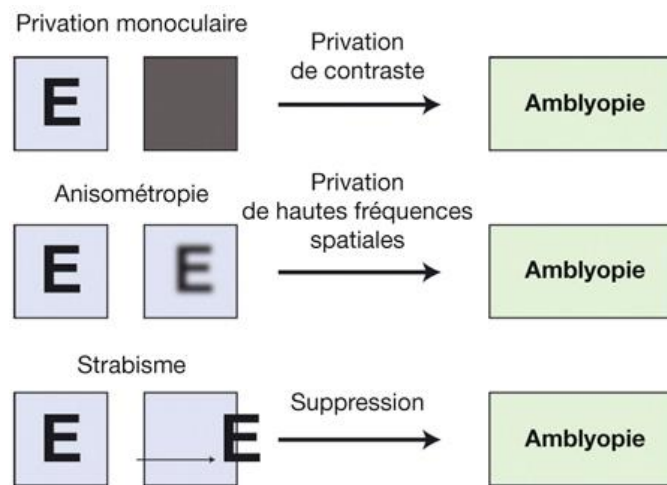 Privation monoculaire
Privation
de contraste
E
Amblyopie
Anisométropie
Privation
de hautes fréquences
spatiales
E
E
Amblyopie
Strabisme
Suppression
E
E
Amblyopie